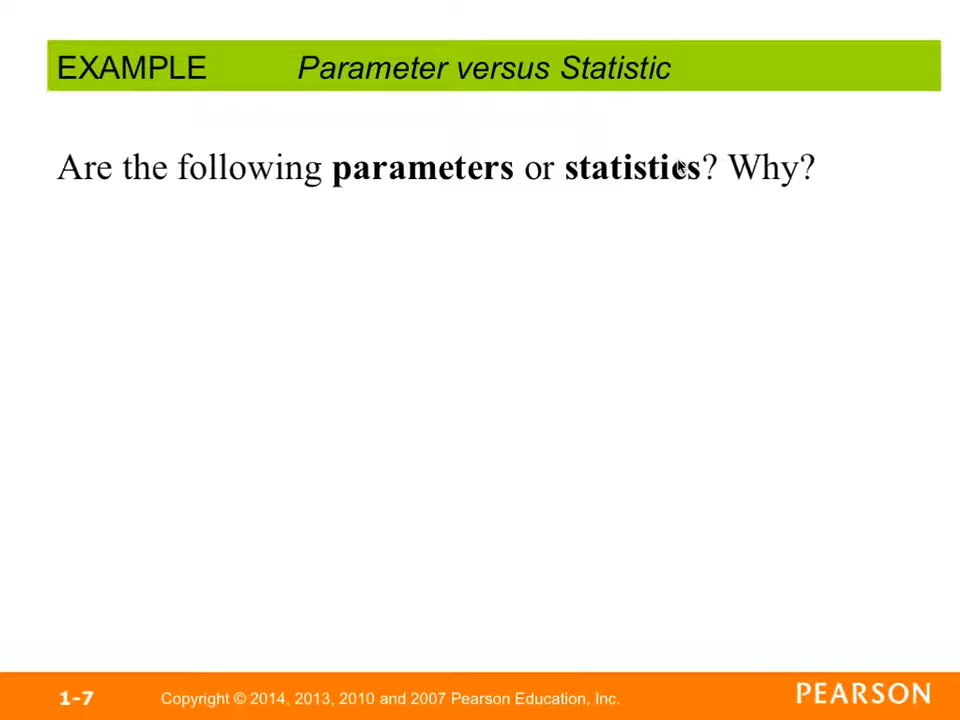 EXAMPLE Parameter versus Statistic
Are the following parameters or statistics? Why?
1-7 Copyright © 2014, 2013, 2010 and 2007 Pearson Education, Inc. PEARSON